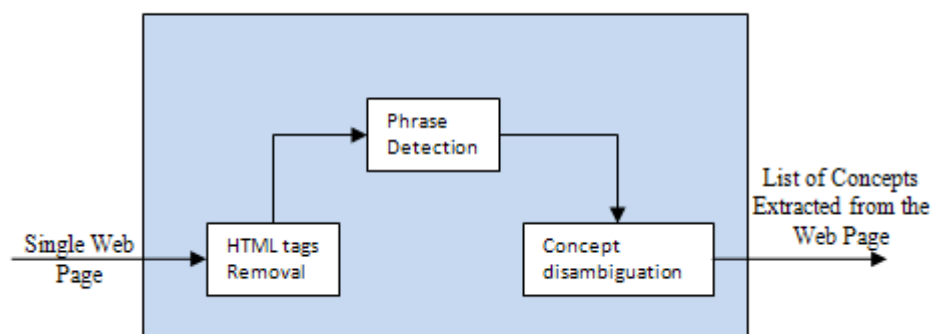 Single Web
Page
HTML tags
Removal
Phrase
Detection
Concept
disambiguation
List of Concepts
Extracted from the
Web Page